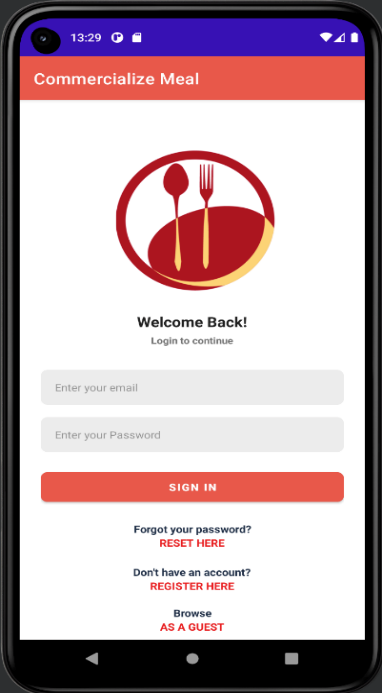 13:29
Commercialize Meal
Welcome Back!
Login to continue
Enter your email
Enter your Password
SIGN IN
Forgot your password?
RESET HERE
Don't have an account?
REGISTER HERE
Browse
AS A GUEST